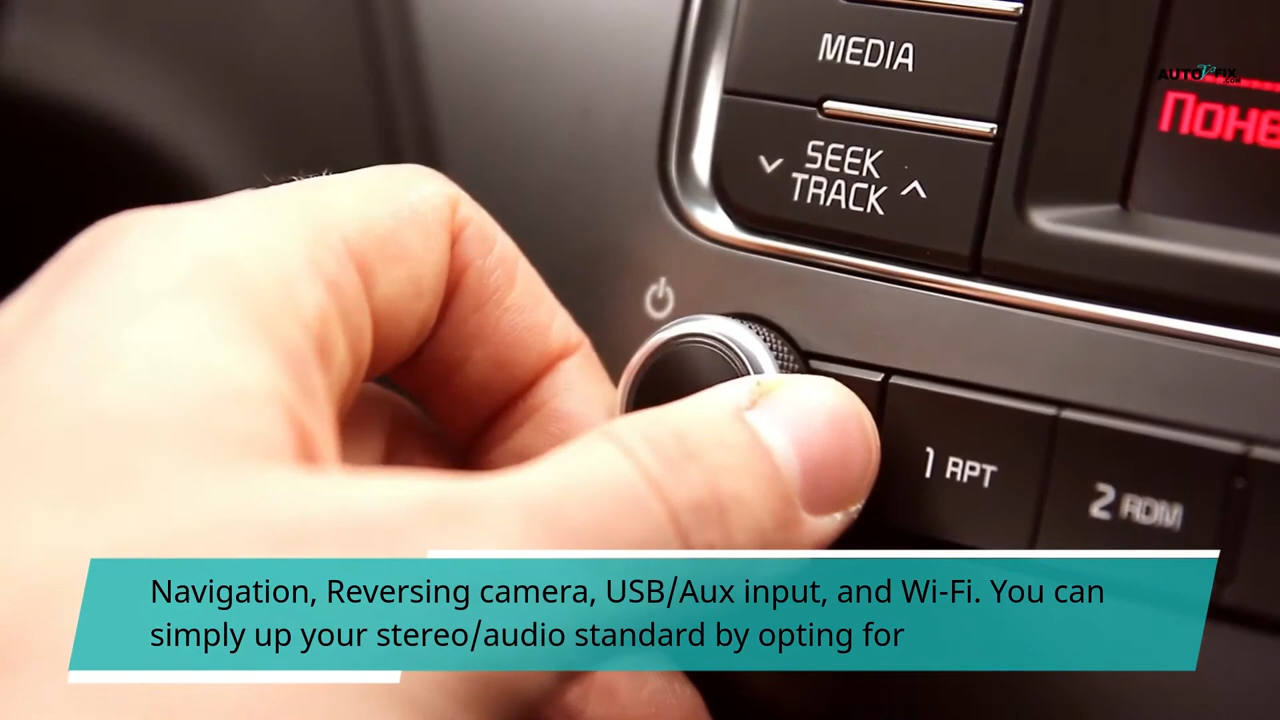 MEDIA
SEEK
TRACK
Поне
1 RPT
2 RDM
Navigation, Reversing camera, USB/Aux input, and Wi-Fi. You can
simply up your stereo/audio standard by opting for